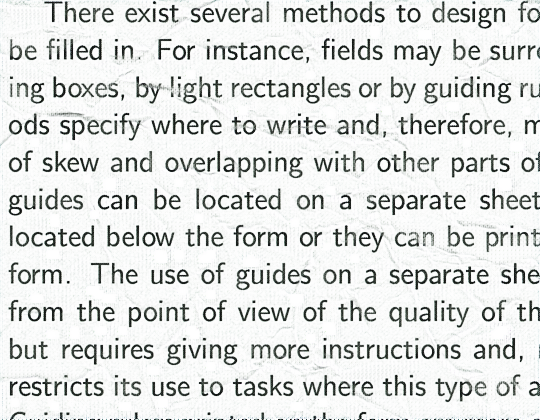 There exist several methods to design fo
be filled in. For instance, fields may be surro
ing boxes, by light rectangles or by guiding ru
ods specify where to write and, therefore, m
of skew and overlapping with other parts of
guides can be located on a separate sheet
located below the form or they can be print
form. The use of guides on a separate she
from the point of view of the quality of th
but requires giving more instructions and,
restricts its use to tasks where this type of a